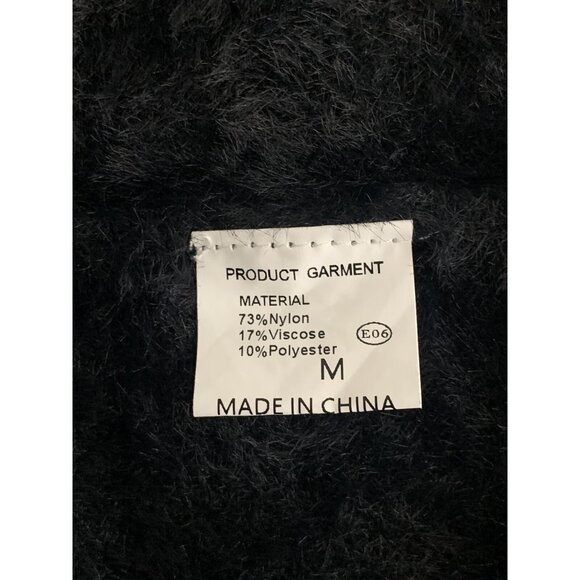 PRODUCT GARMENT
MATERIAL
73%Nylon
17%Viscose
E06
10%Polyester
M
MADE IN CHINA